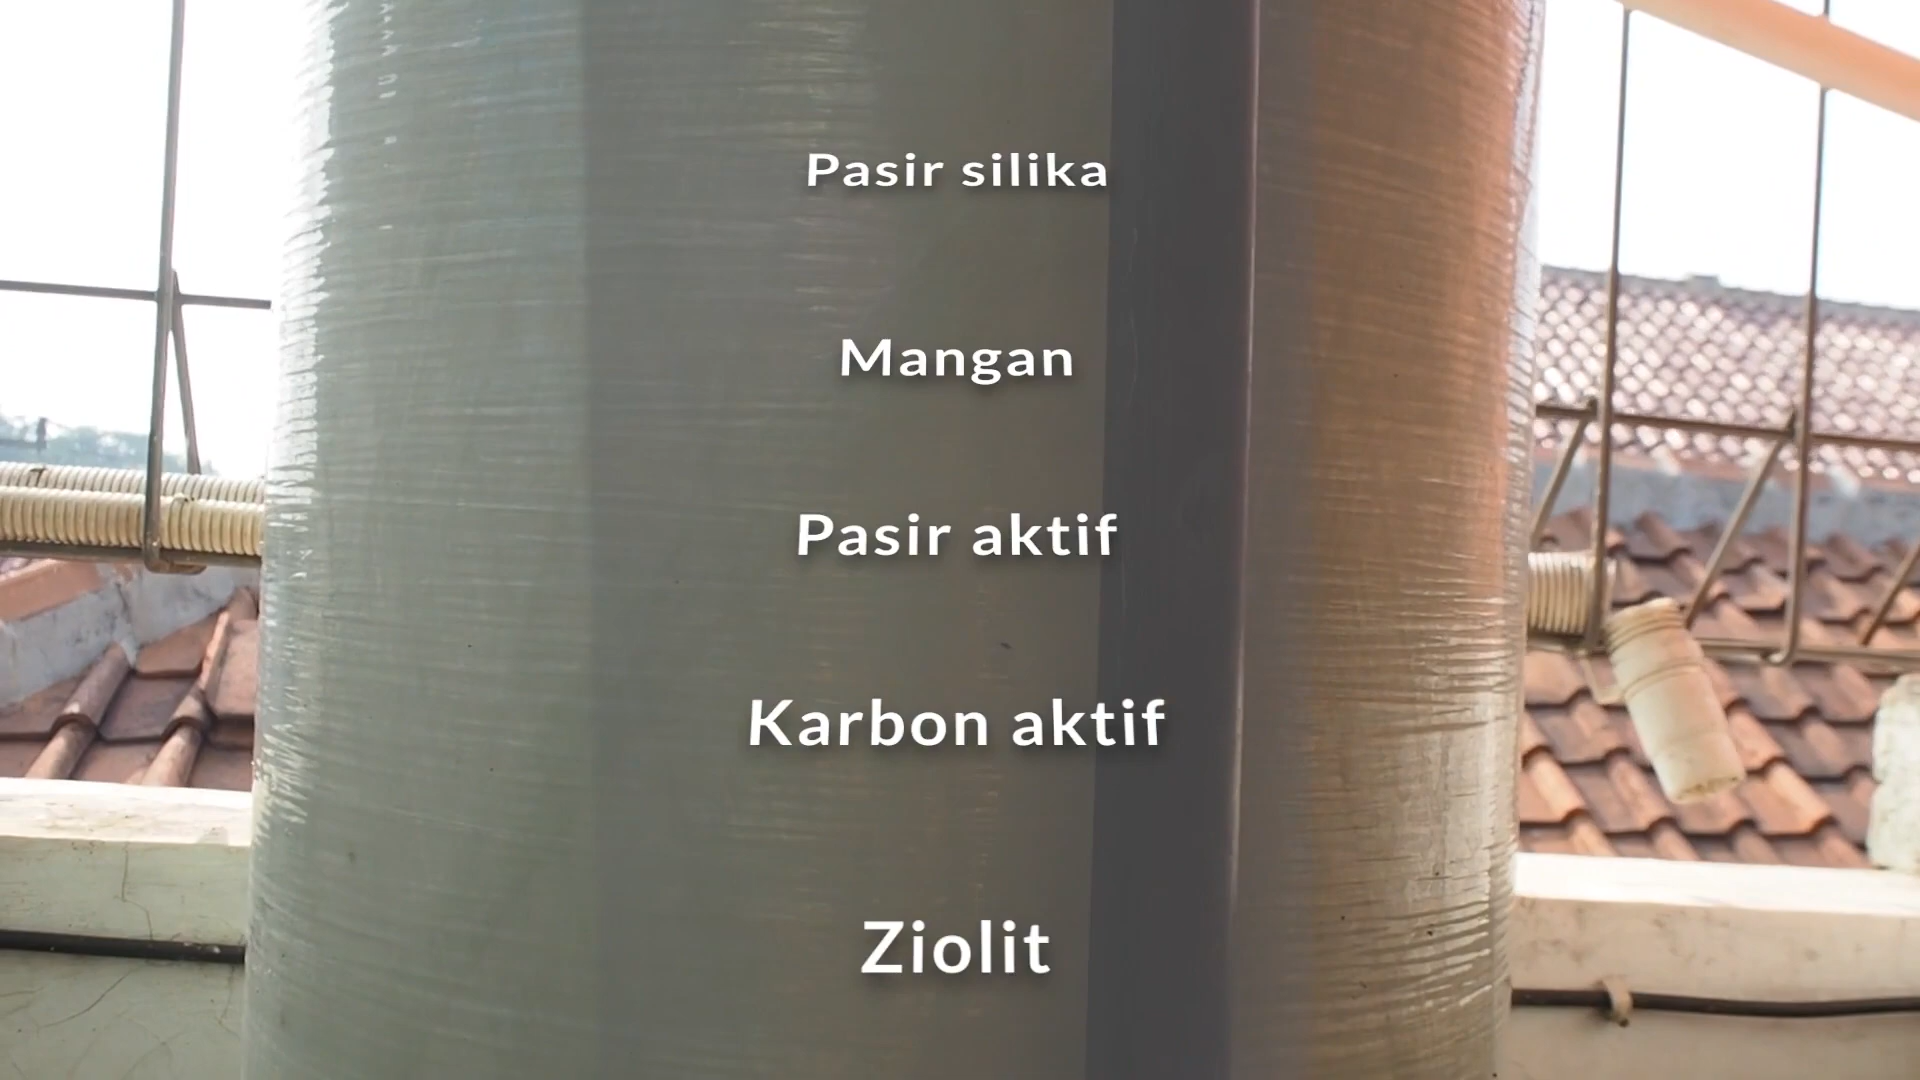 Pasir silika
Mangan
Pasir aktif
Karbon aktif
Ziolit